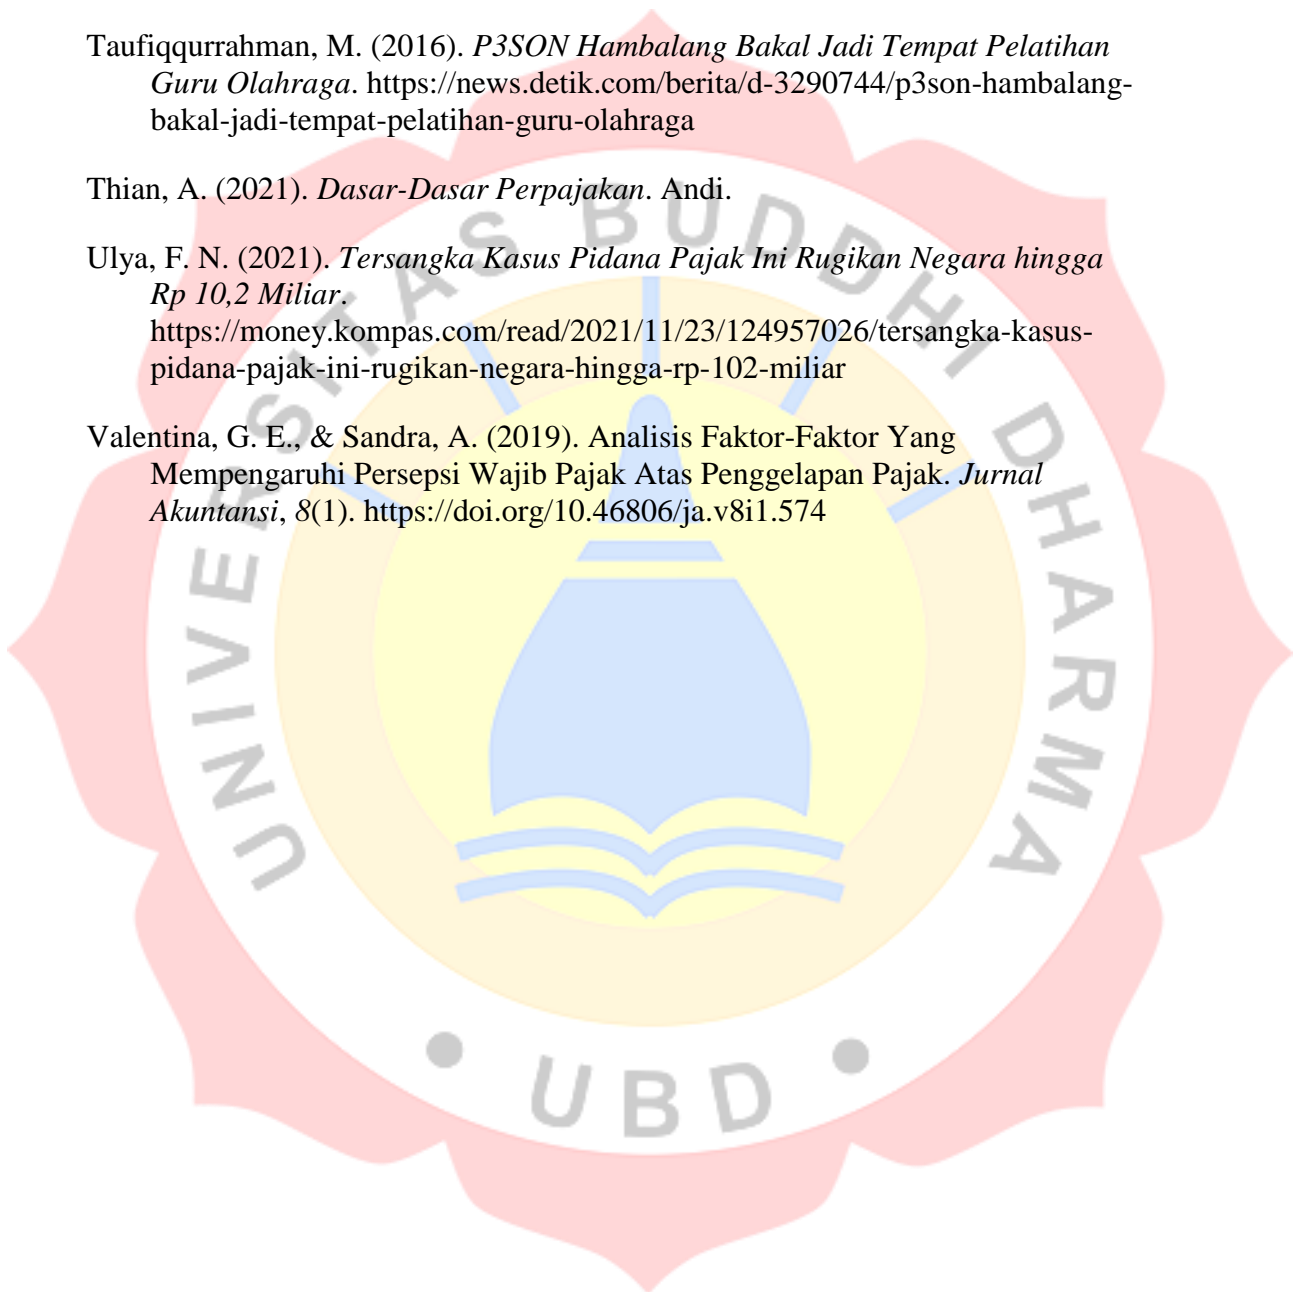 Taufiqqurrahman, M. (2016). P3SON Hambalang Bakal Jadi Tempat Pelatihan
Guru Olahraga. https://news.detik.com/berita/d-3290744/p3son-hambalang-
bakal-jadi-tempat-pelatihan-guru-olahraga
Thian, A. (2021). Dasar-Dasar Perpajakan. Andi.
Ulya, F. N. (2021). Tersangka Kasus Pidana Pajak Ini Rugikan Negara hingga
Rp 10,2 Miliar.
https://money.kompas.com/read/2021/11/23/124957026/tersangka-kasus-
pidana-pajak-ini-rugikan-negara-hingga-rp-102-miliar
Valentina, G. E., & Sandra, A. (2019). Analisis Faktor-Faktor Yang
Mempengaruhi Persepsi Wajib Pajak Atas Penggelapan Pajak. Jurnal
Akuntansi, 8(1). https://doi.org/10.46806/ja.v8i1.574
UNIVERSITAS BUDDHI DHARMA
• UBD •